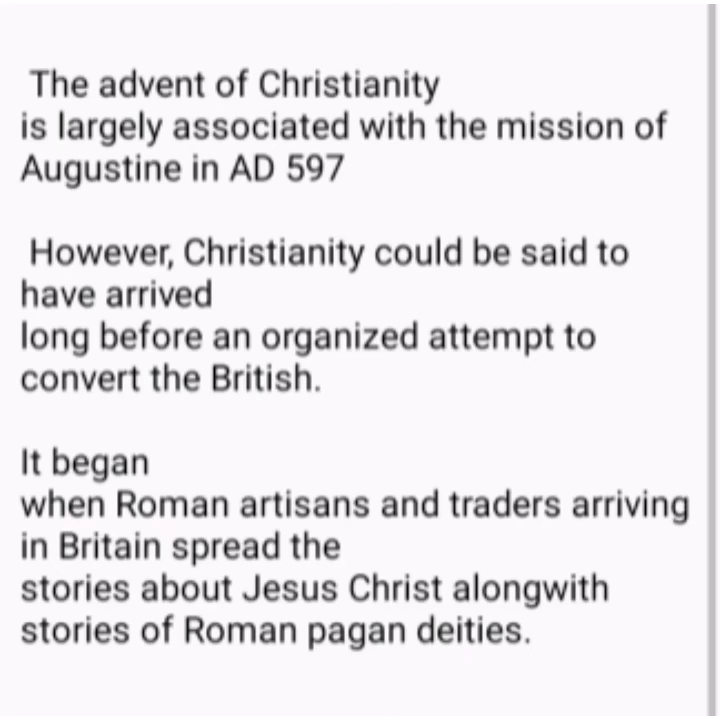 The advent of Christianity
is largely associated with the mission of
Augustine in AD 597
However, Christianity could be said to
have arrived
long before an organized attempt to
convert the British.
It began
when Roman artisans and traders arriving
in Britain spread the
stories about Jesus Christ alongwith
stories of Roman pagan deities.